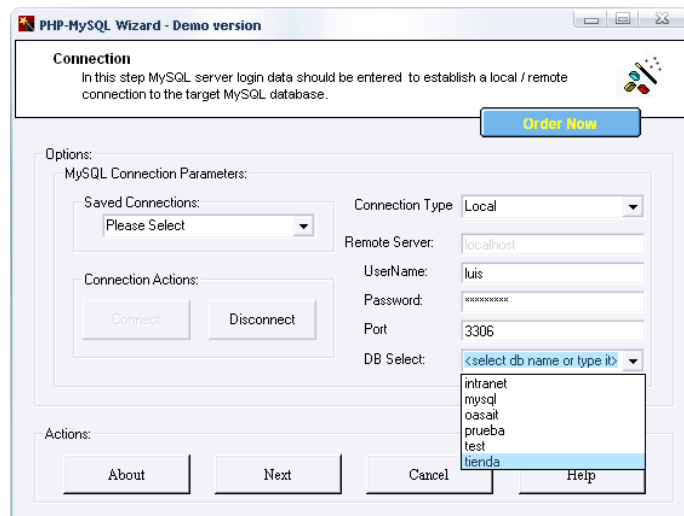 PHP-MySQL Wizard - Demo version
Connection
In this step MySQL server login data should be entered to establish a local / remote
connection to the target MySQL database.
Order Now
Options:
MySQL Connection Parameters:
Saved Connections:
Please Select
Connection Type
Local
Remote Server:
localhost
UserName:
luis
Connection Actions:
Password:
*********
Connect
Disconnect
Port
3306
DB Select:
<select db name or type it>
intranet
mysql
oasait
prueba
test
tienda
Actions:
About
Next
Cancel
Help